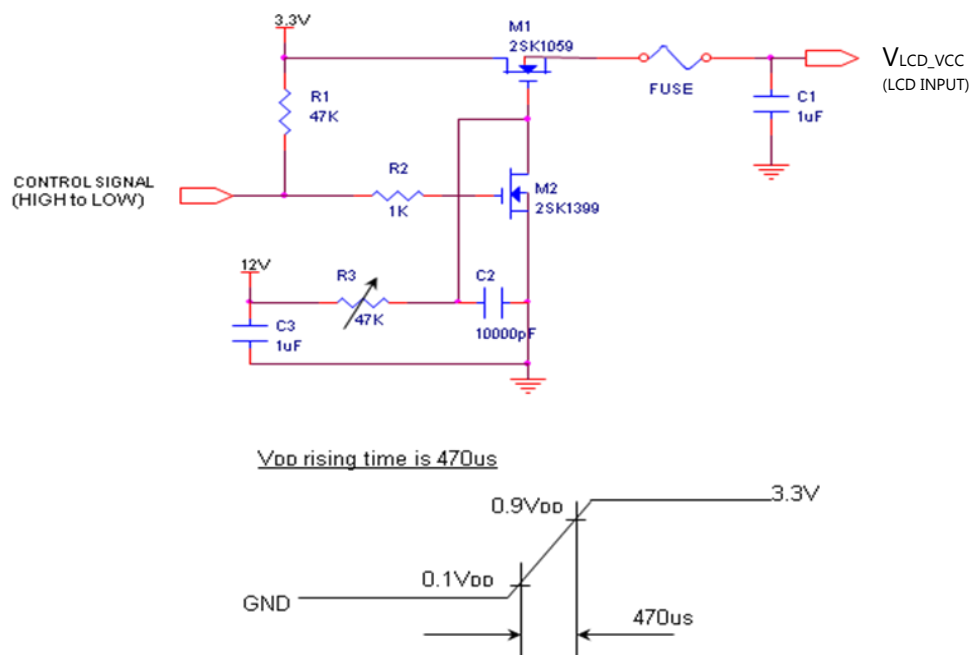 3.3V
M1
2SK1059
VLCD_VCC
(LCD INPUT)
FUSE
R1
47K
C1
1uF
R2
1K
CONTROL SIGNAL
(HIGH to LOW)
M2
2SK1399
12V
R3
47K
C2
10000pF
C3
1uF
VDD rising time is 470us
0.9VDD
3.3V
0.1VDD
GND
470us